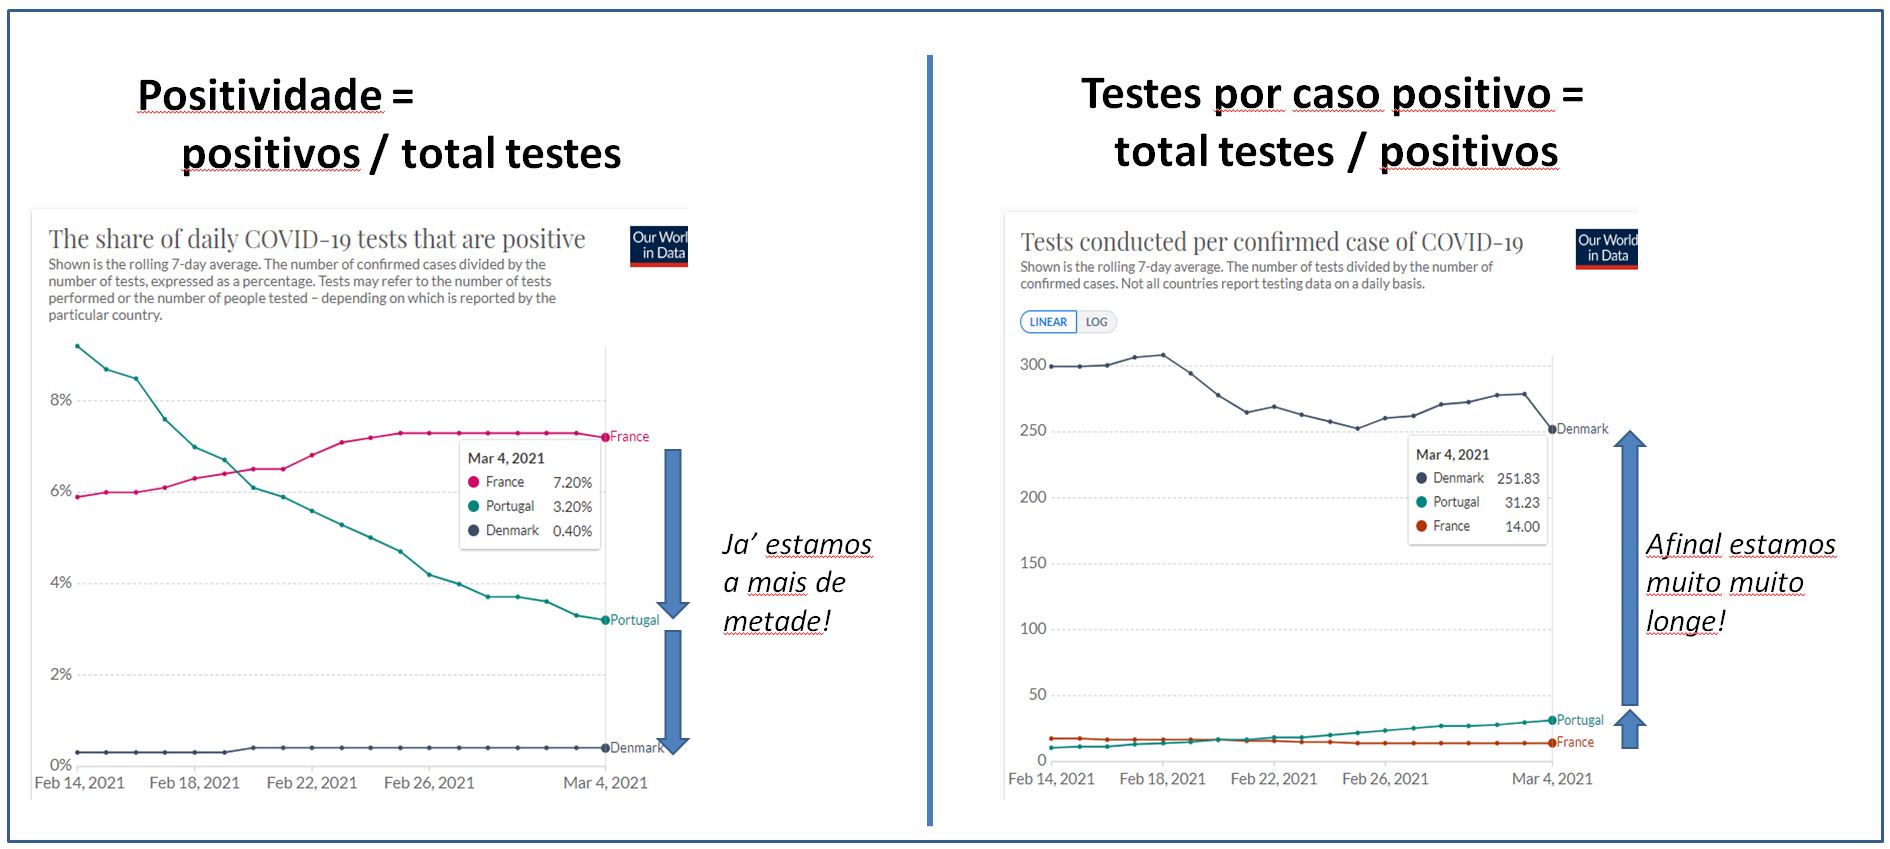 Positividade =
positivos / total testes
The share of daily COVID-19 tests that are positive
Our Worl
in Data
Shown is the rolling 7-day average. The number of confirmed cases divided by the
number of tests, expressed as a percentage. Tests may refer to the number of tests
performed or the number of people tested – depending on which is reported by the
particular country.
8%
6%
4%
2%
0%
France
Mar 4, 2021
France 7.20%
Portugal 3.20%
Denmark 0.40%
Portugal
Denmark
Feb 14, 2021
Feb 18, 2021
Feb 22, 2021
Feb 26, 2021
Mar 4, 2021
Ja’ estamos
a mais de
metade!
Testes por caso positivo =
total testes / positivos
Tests conducted per confirmed case of COVID-19
Our World
in Data
Shown is the rolling 7-day average. The number of tests divided by the number of
confirmed cases. Not all countries report testing data on a daily basis.
LINEAR LOG
300
250
200
150
100
50
0
Denmark
Mar 4, 2021
Denmark 251.83
Portugal 31.23
France 14.00
Portugal
France
Feb 14, 2021
Feb 18, 2021
Feb 22, 2021
Feb 26, 2021
Mar 4, 2021
Afinal estamos
muito muito
longe!